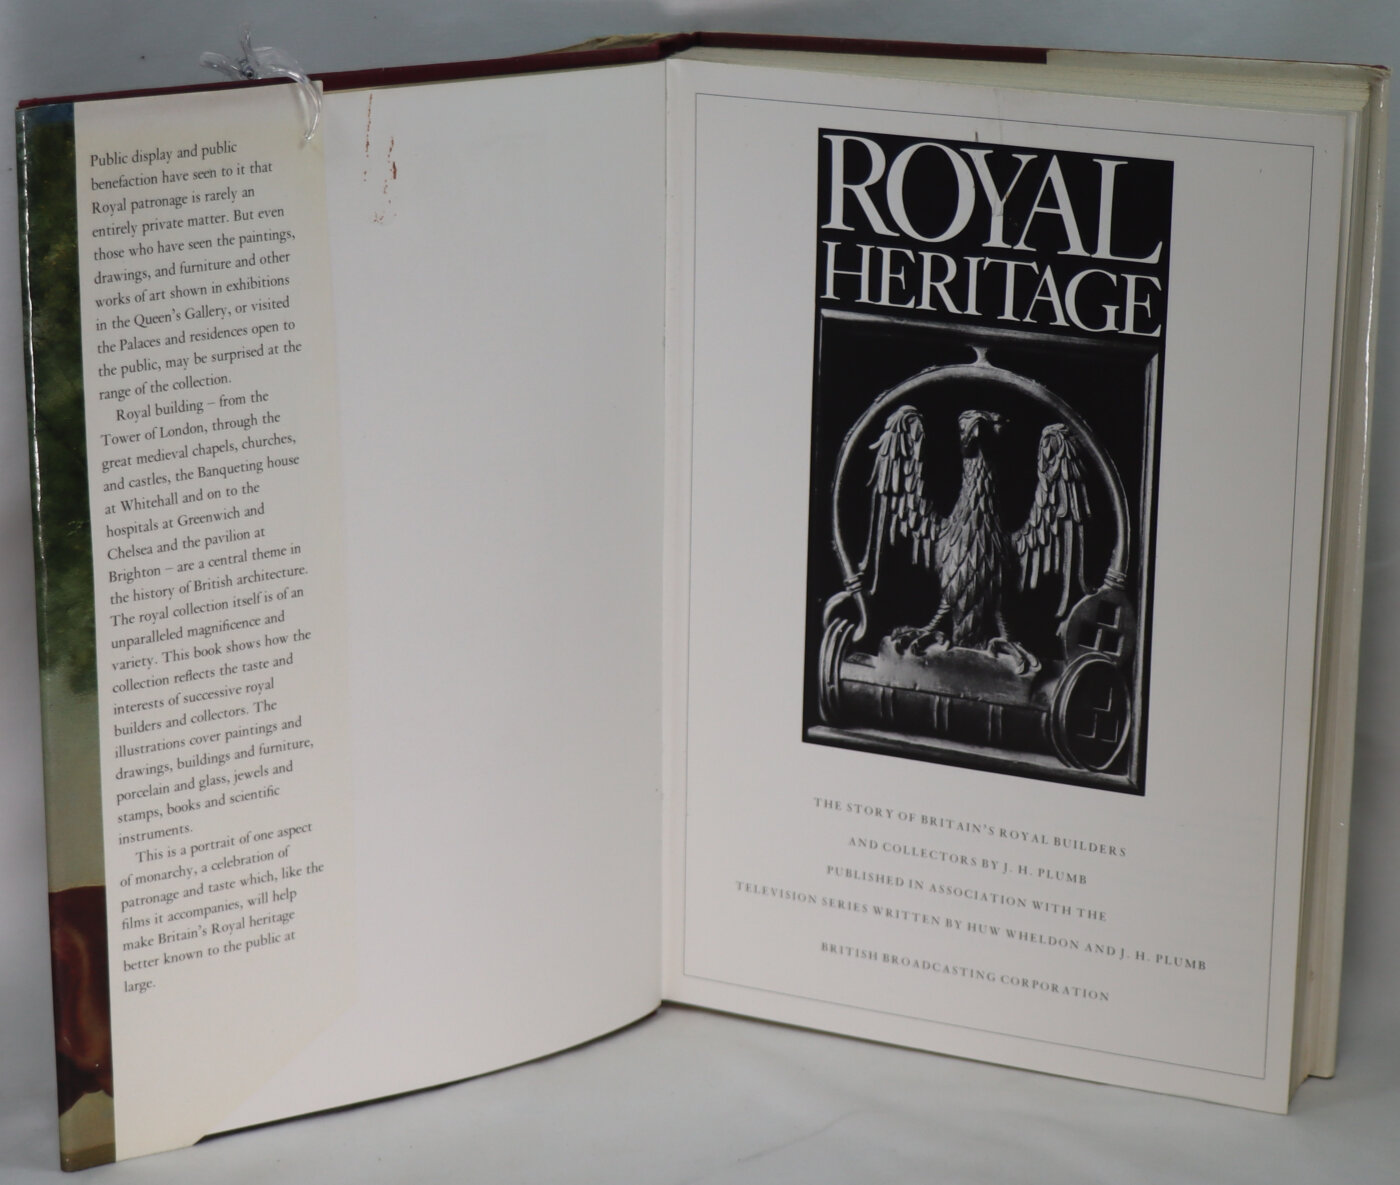 Public display and public
benefaction have seen to it that
Royal patronage is rarely an
entirely private matter. But even
those who have seen the paintings,
drawings, and furniture and other
works of art shown in exhibitions
in the Queen's Gallery, or visited
the Palaces and residences open to
the public, may be surprised at the
range of the collection.
Royal building – from the
Tower of London, through the
great medieval chapels, churches,
and castles, the Banqueting house
at Whitehall and on to the
hospitals at Greenwich and
Chelsea and the pavilion at
Brighton – are a central theme in
the history of British architecture.
The royal collection itself is of an
unparalleled magnificence and
variety. This book shows how the
collection reflects the taste and
interests of successive royal
builders and collectors. The
illustrations cover paintings and
drawings, buildings and furniture,
porcelain and glass, jewels and
stamps, books and scientific
instruments.
This is a portrait of one aspect
of monarchy, a celebration of
patronage and taste which, like the
films it accompanies, will help
make Britain's Royal heritage
better known to the public at
large.
ROYAL
HERITAGE
THE STORY OF BRITAIN'S ROYAL BUILDERS
AND COLLECTORS BY J. H. PLUMB
PUBLISHED IN ASSOCIATION WITH THE
TELEVISION SERIES WRITTEN BY HUW WHELDON AND J. H. PLUMB
BRITISH BROADCASTING CORPORATION